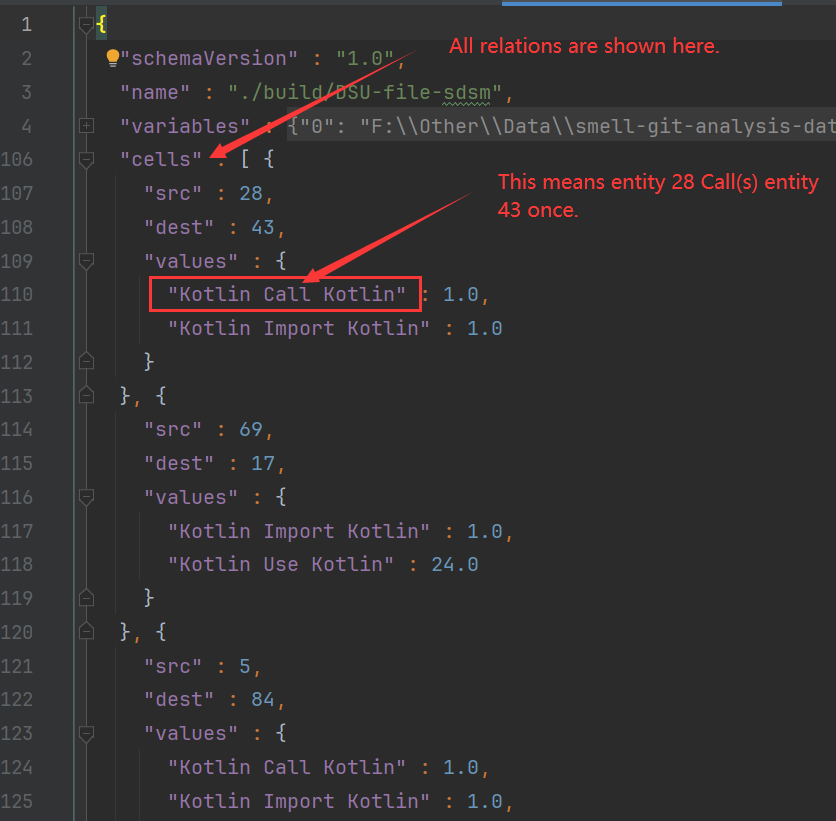 1 {
All relations are shown here.
2 "schemaVersion" : "1.0",
3 "name" : "./build/DSU-file-sdsm",
4 "variables" : {"0": "F:\\Other\\Data\\smell-git-analysis-dat
106 "cells" : [ {
This means entity 28 Call(s) entity
43 once.
107 "src" : 28,
108 "dest" : 43,
109 "values" : {
110 "Kotlin Call Kotlin" : 1.0,
111 "Kotlin Import Kotlin" : 1.0
112 }
113 }, {
114 "src" : 69,
115 "dest" : 17,
116 "values" : {
117 "Kotlin Import Kotlin" : 1.0,
118 "Kotlin Use Kotlin" : 24.0
119 }
120 }, {
121 "src" : 5,
122 "dest" : 84,
123 "values" : {
124 "Kotlin Call Kotlin" : 1.0,
125 "Kotlin Import Kotlin" : 1.0,